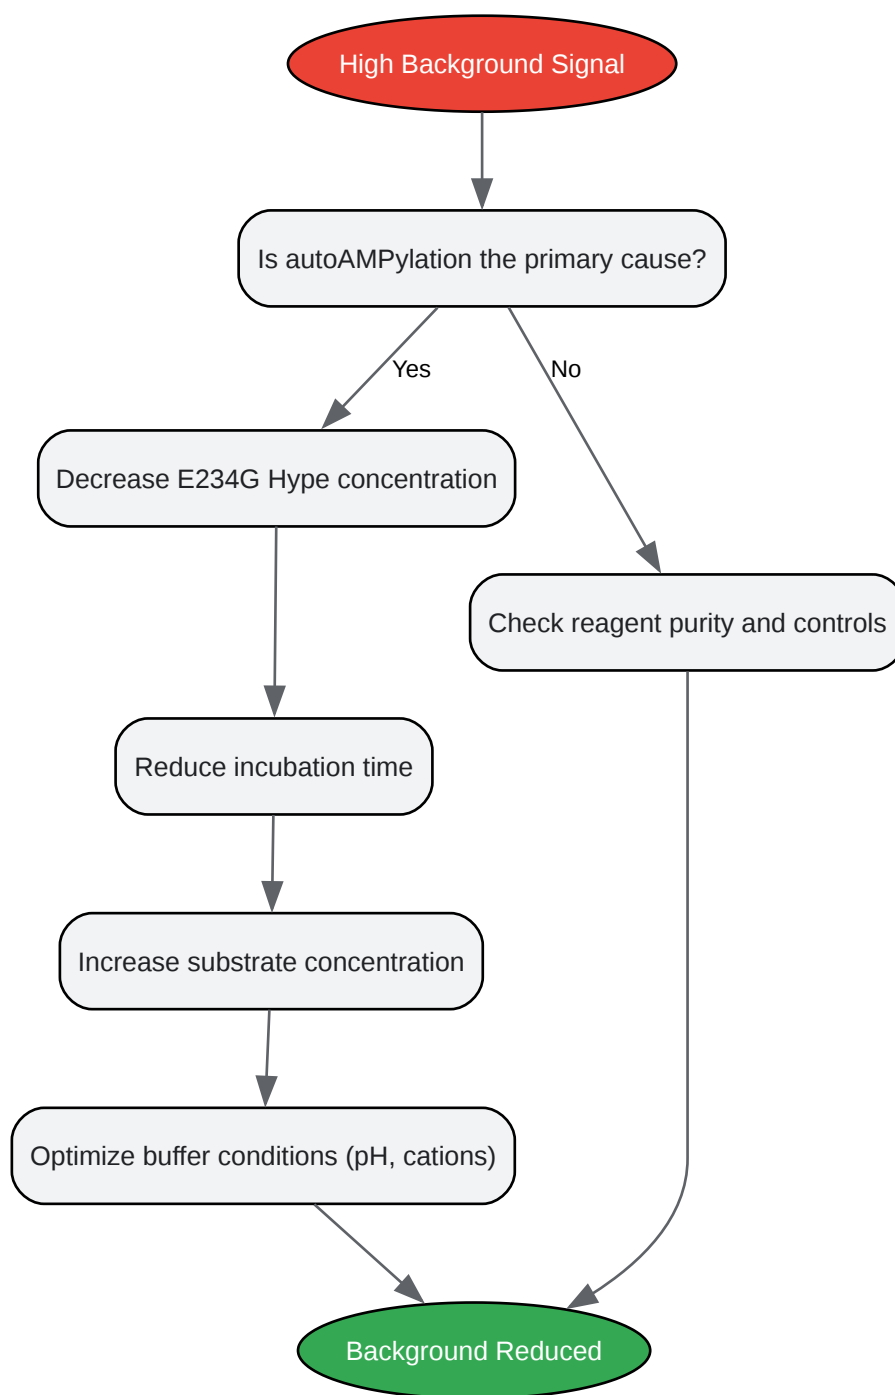 High Background Signal
Is autoAMPylation the primary cause?
Yes
No
Decrease E234G Hype concentration
Check reagent purity and controls
Reduce incubation time
Increase substrate concentration
Optimize buffer conditions (pH, cations)
Background Reduced